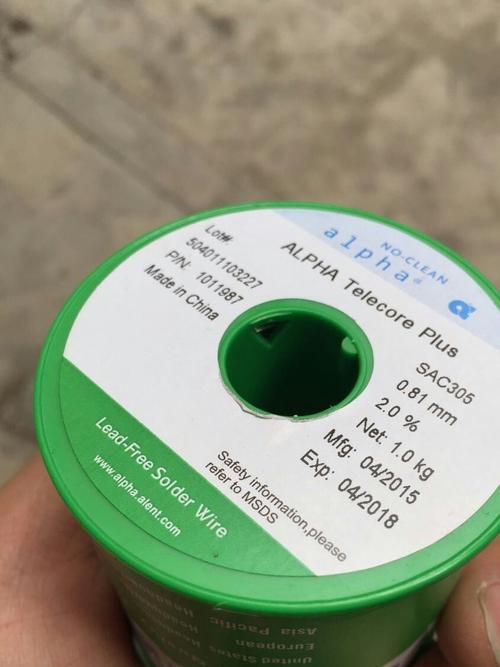 NO-CLEAN
alpha®
ALPHA Telecore Plus
Lot#:
504011103227
P/N: 1011987
Made in China
SAC305
0.81 mm
2.0 %
Net: 1.0 kg
Mfg: 04/2015
Exp: 04/2018
Safety information,please
refer to MSDS
Lead-Free Solder Wire
www.alpha.alent.com
United States
European
Asia Pacific